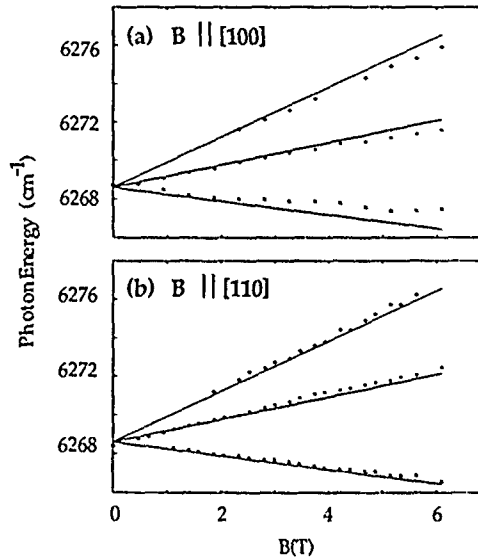 (a) B || [100]
6276
6272
6268
Photon Energy (cm⁻¹)
(b) B || [110]
6276
6272
6268
0
2
4
6
B(T)